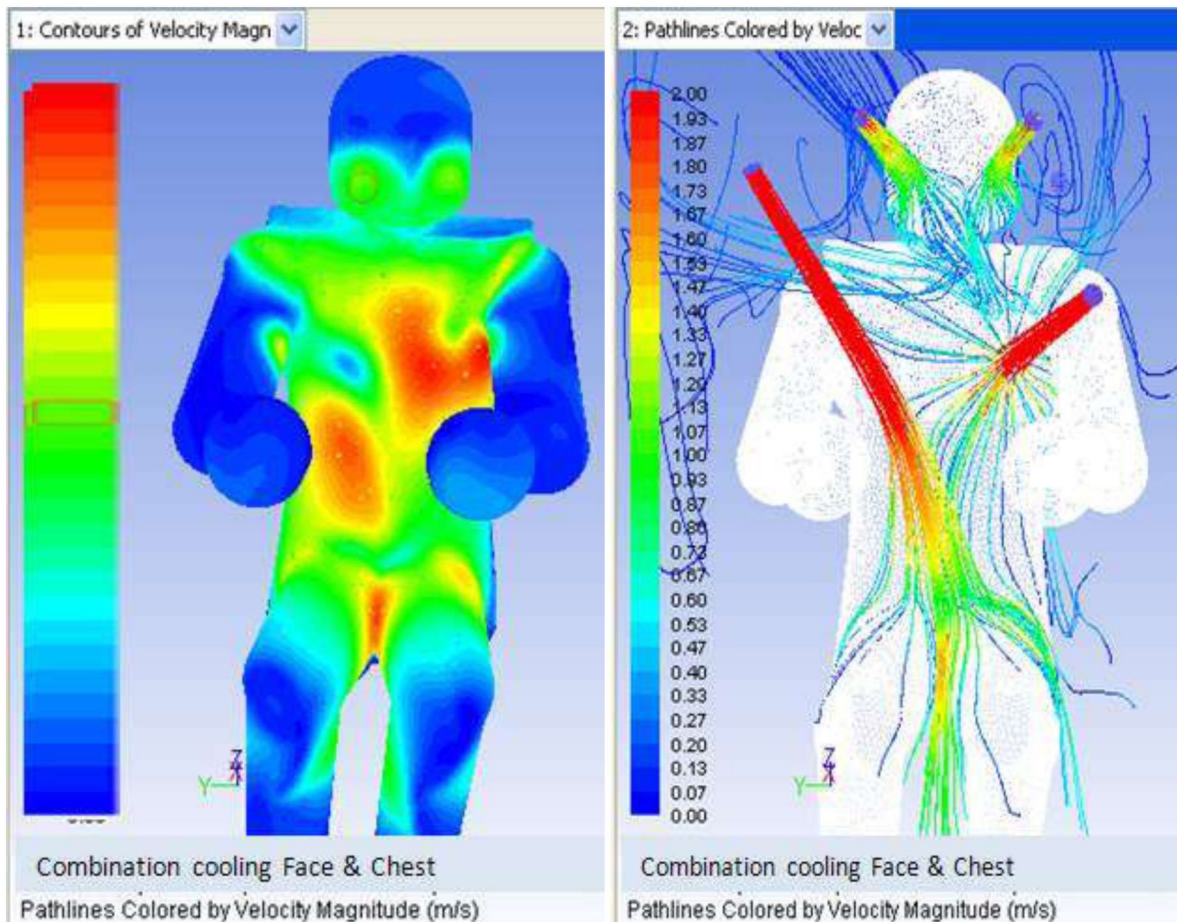 1: Contours of Velocity Magn
Z
X
Y
Combination cooling Face & Chest
Pathlines Colored by Velocity Magnitude (m/s)
2: Pathlines Colored by Veloc
2.00
1.93
1.87
1.80
1.73
1.67
1.60
1.53
1.47
1.40
1.33
1.27
1.20
1.13
1.07
1.00
0.93
0.87
0.80
0.73
0.67
0.60
0.53
0.47
0.40
0.33
0.27
0.20
0.13
0.07
0.00
Z
X
Y
Combination cooling Face & Chest
Pathlines Colored by Velocity Magnitude (m/s)